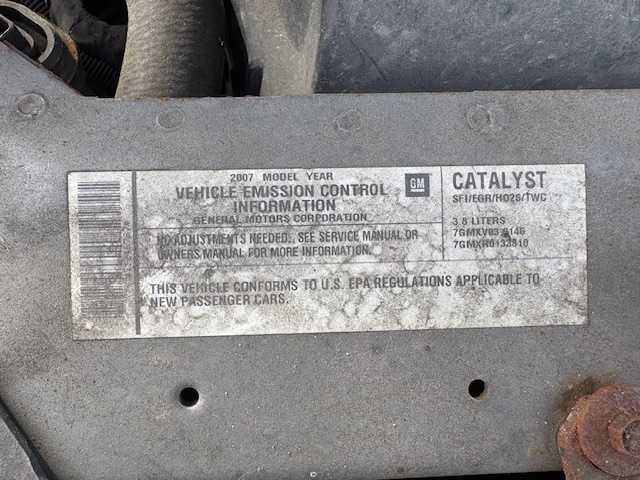 2007 MODEL YEAR
VEHICLE EMISSION CONTROL
INFORMATION
GENERAL MOTORS CORPORATION
GM
NO ADJUSTMENTS NEEDED. SEE SERVICE MANUAL OR
OWNERS MANUAL FOR MORE INFORMATION.
CATALYST
SFI/EGR/HO2S/TWC
3.8 LITERS
7GMXR0133810
THIS VEHICLE CONFORMS TO U.S. EPA REGULATIONS APPLICABLE TO
NEW PASSENGER CARS.